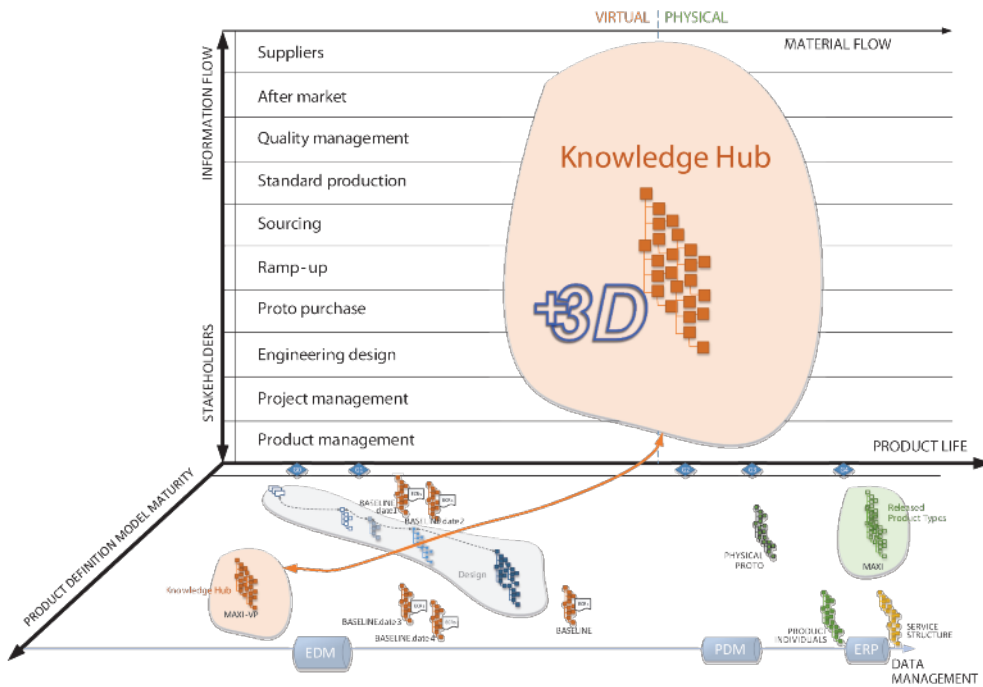 VIRTUAL PHYSICAL
MATERIAL FLOW
INFORMATION FLOW
STAKEHOLDERS
Suppliers
After market
Quality management
Standard production
Sourcing
Ramp-up
Proto purchase
Engineering design
Project management
Product management
Knowledge Hub
+3D
PRODUCT LIFE
PRODUCT DEFINITION MODEL MATURITY
BASELINE.date1
BASELINE.date2
Design
Knowledge Hub
MAXI-VP
BASELINE.date3
BASELINE.date4
BASELINE
PHYSICAL
PROTO
Released
Product Types
MAXI
PRODUCT
INDIVIDUALS
SERVICE
STRUCTURE
EDM
PDM
ERP
DATA
MANAGEMENT